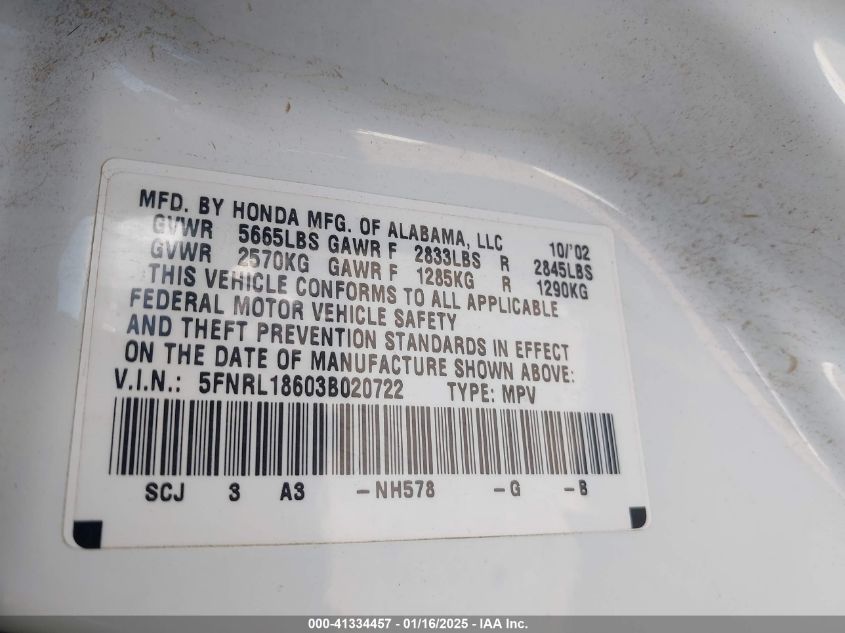 MFD. BY HONDA MFG. OF ALABAMA, LLC 10/'02
GVWR 5665LBS GAWR F 2833LBS R 2845LBS
GVWR 2570KG GAWR F 1285KG R 1290KG
THIS VEHICLE CONFORMS TO ALL APPLICABLE
FEDERAL MOTOR VEHICLE SAFETY
AND THEFT PREVENTION STANDARDS IN EFFECT
ON THE DATE OF MANUFACTURE SHOWN ABOVE:
V.I.N.: 5FNRL18603B020722 TYPE: MPV
SCJ 3 A3 -NH578 -G -B
000-41334457 - 01/16/2025 - IAA Inc.